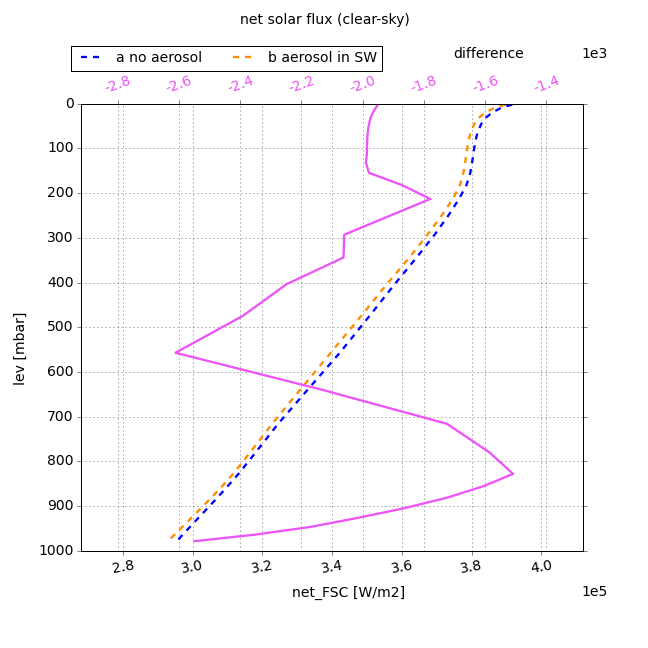 net solar flux (clear-sky)
a no aerosol b aerosol in SW difference 1e3
-2.8 -2.6 -2.4 -2.2 -2.0 -1.8 -1.6 -1.4
0
100
200
300
400
500
600
700
800
900
1000
lev [mbar]
2.8 3.0 3.2 3.4 3.6 3.8 4.0
net_FSC [W/m2] 1e5